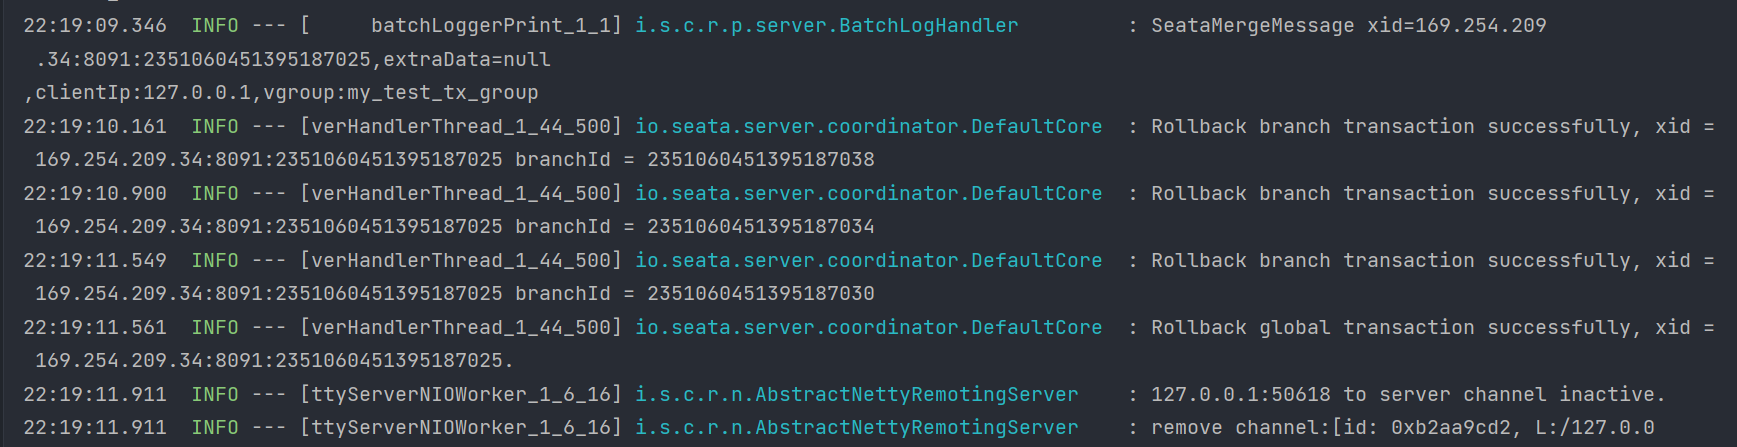 22:19:09.346  INFO --- [     batchLoggerPrint_1_1] i.s.c.r.p.server.BatchLogHandler         : SeataMergeMessage xid=169.254.209
.34:8091:2351060451395187025,extraData=null
,clientIp:127.0.0.1,vgroup:my_test_tx_group
22:19:10.161  INFO --- [verHandlerThread_1_44_500] io.seata.server.coordinator.DefaultCore  : Rollback branch transaction successfully, xid =
169.254.209.34:8091:2351060451395187025 branchId = 2351060451395187038
22:19:10.900  INFO --- [verHandlerThread_1_44_500] io.seata.server.coordinator.DefaultCore  : Rollback branch transaction successfully, xid =
169.254.209.34:8091:2351060451395187025 branchId = 2351060451395187034
22:19:11.549  INFO --- [verHandlerThread_1_44_500] io.seata.server.coordinator.DefaultCore  : Rollback branch transaction successfully, xid =
169.254.209.34:8091:2351060451395187025 branchId = 2351060451395187030
22:19:11.561  INFO --- [verHandlerThread_1_44_500] io.seata.server.coordinator.DefaultCore  : Rollback global transaction successfully, xid =
169.254.209.34:8091:2351060451395187025.
22:19:11.911  INFO --- [ttyServerNIOWorker_1_6_16] i.s.c.r.n.AbstractNettyRemotingServer    : 127.0.0.1:50618 to server channel inactive.
22:19:11.911  INFO --- [ttyServerNIOWorker_1_6_16] i.s.c.r.n.AbstractNettyRemotingServer    : remove channel:[id: 0xb2aa9cd2, L:/127.0.0